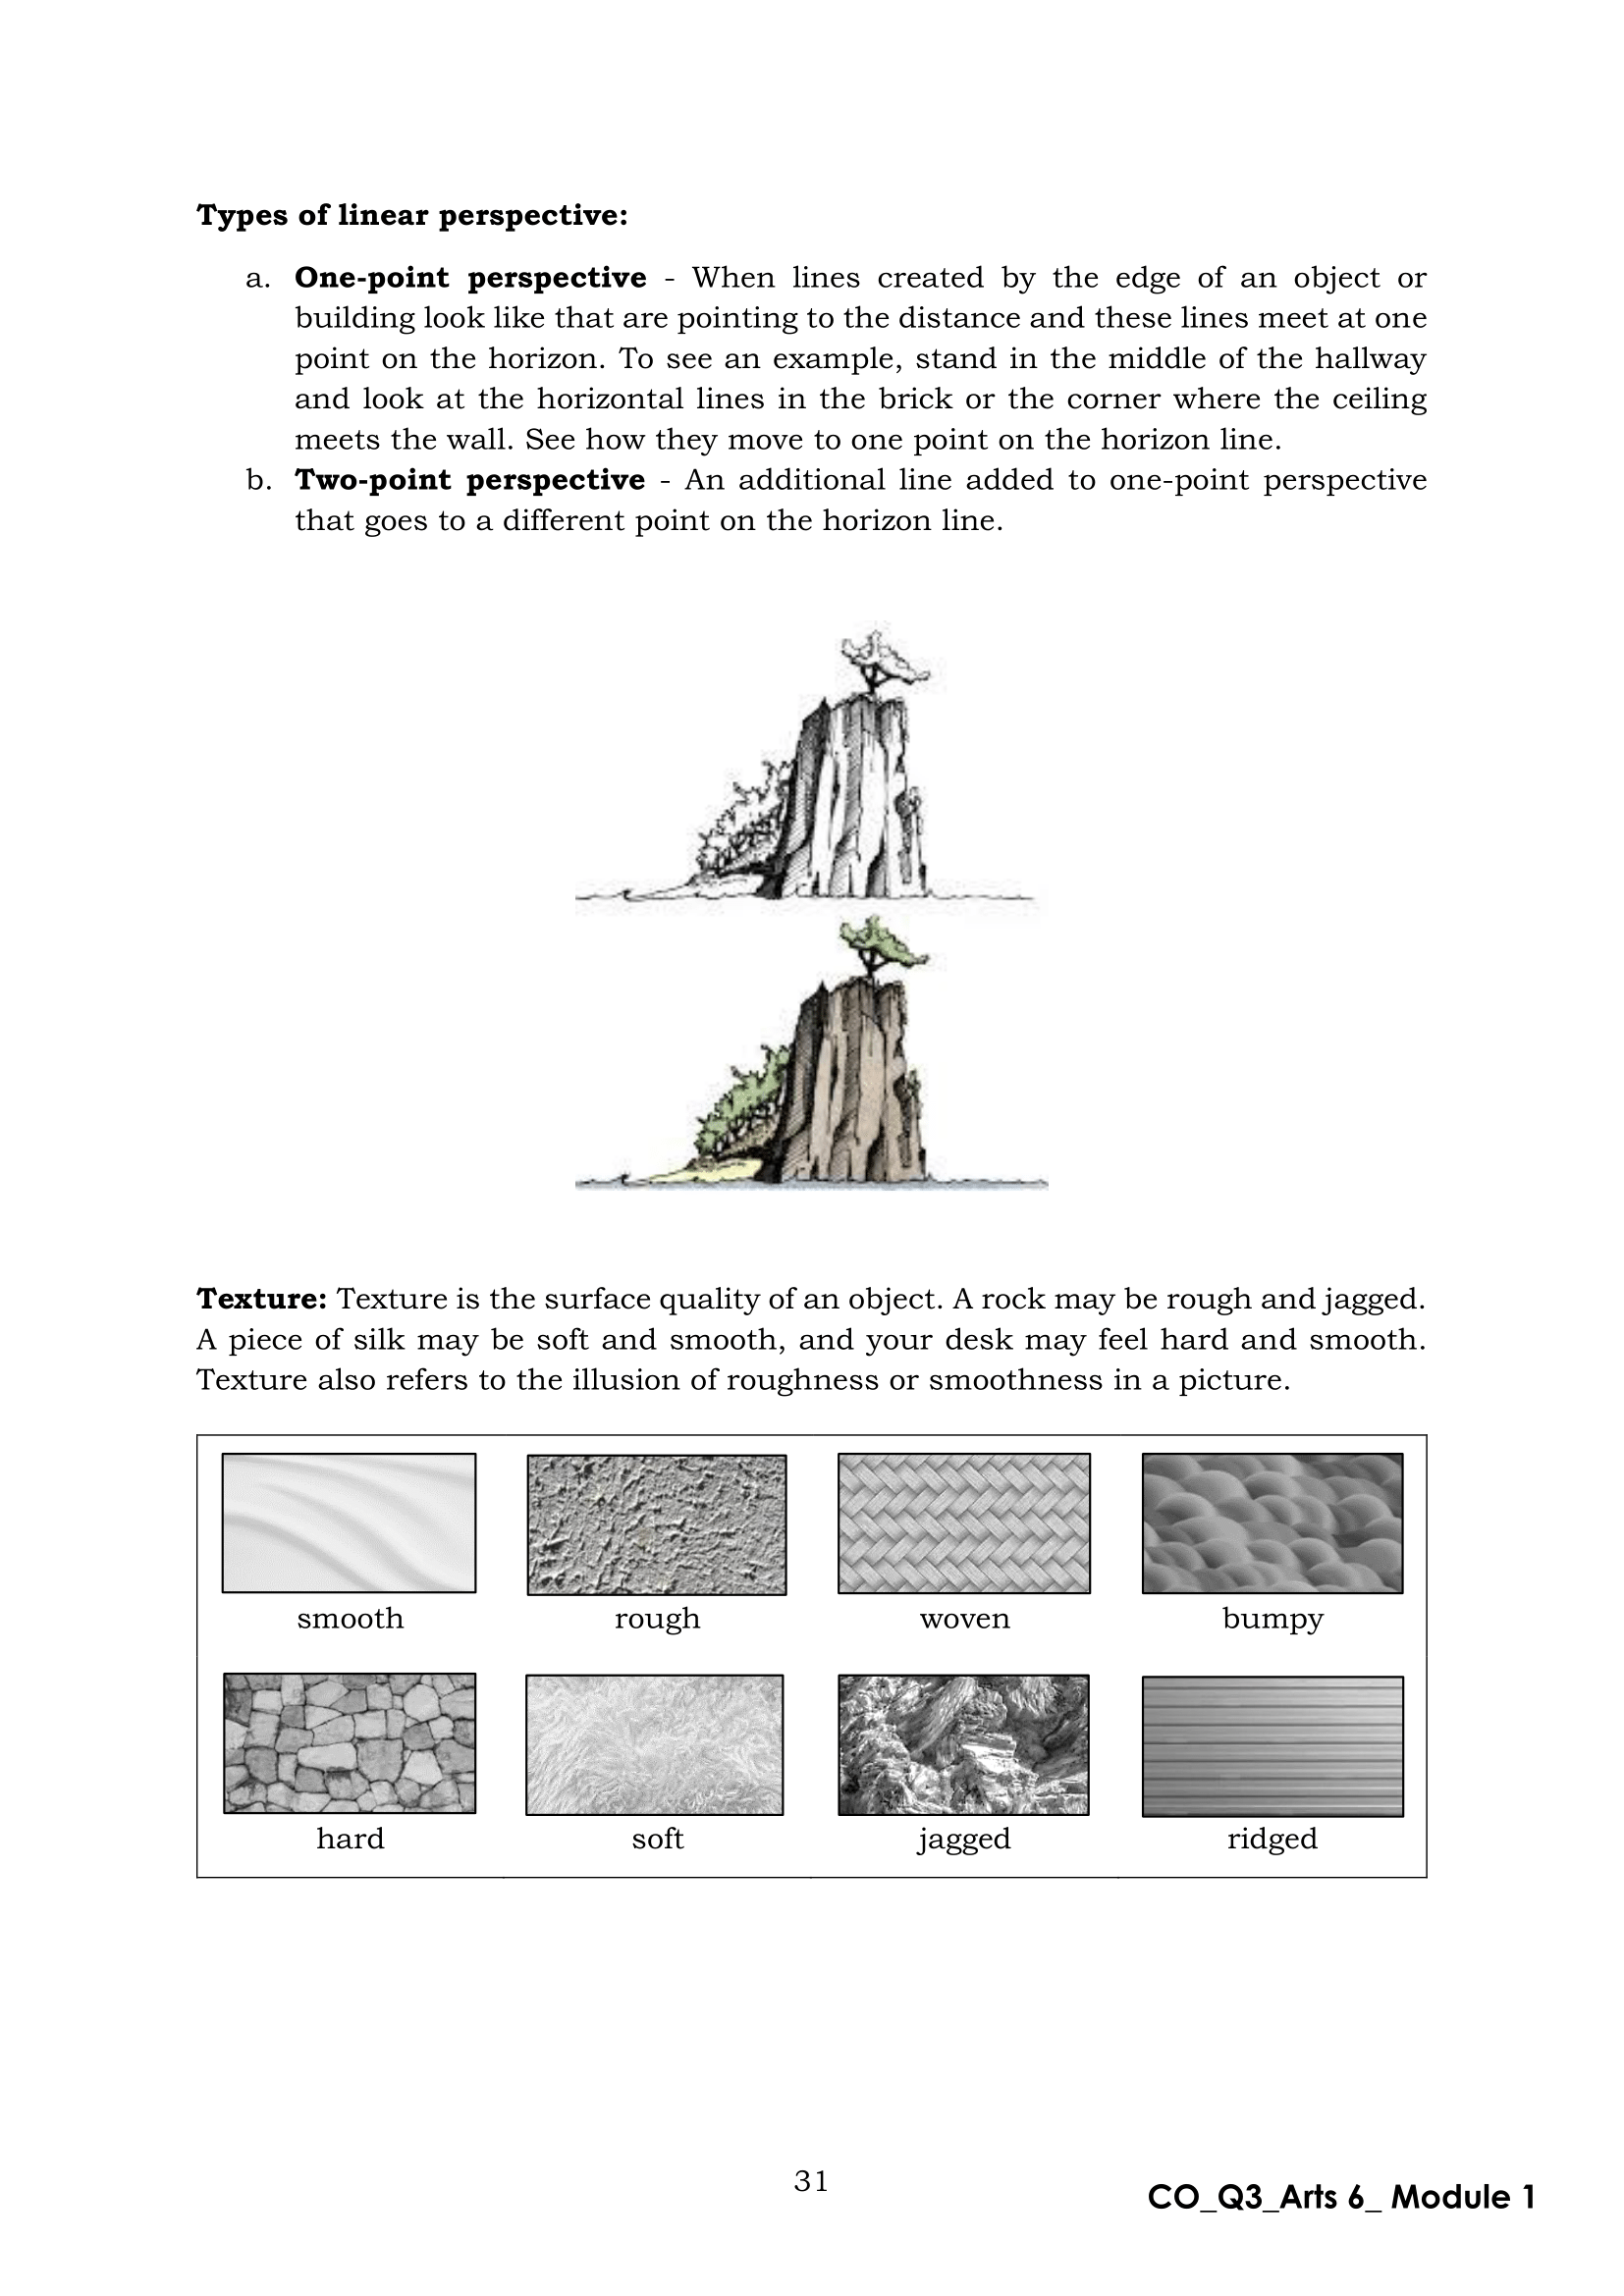 Types of linear perspective:
a. One-point perspective - When lines created by the edge of an object or
building look like that are pointing to the distance and these lines meet at one
point on the horizon. To see an example, stand in the middle of the hallway
and look at the horizontal lines in the brick or the corner where the ceiling
meets the wall. See how they move to one point on the horizon line.
b. Two-point perspective - An additional line added to one-point perspective
that goes to a different point on the horizon line.
Texture: Texture is the surface quality of an object. A rock may be rough and jagged.
A piece of silk may be soft and smooth, and your desk may feel hard and smooth.
Texture also refers to the illusion of roughness or smoothness in a picture.
smooth rough woven bumpy
hard soft jagged ridged
31
CO_Q3_Arts 6_ Module 1